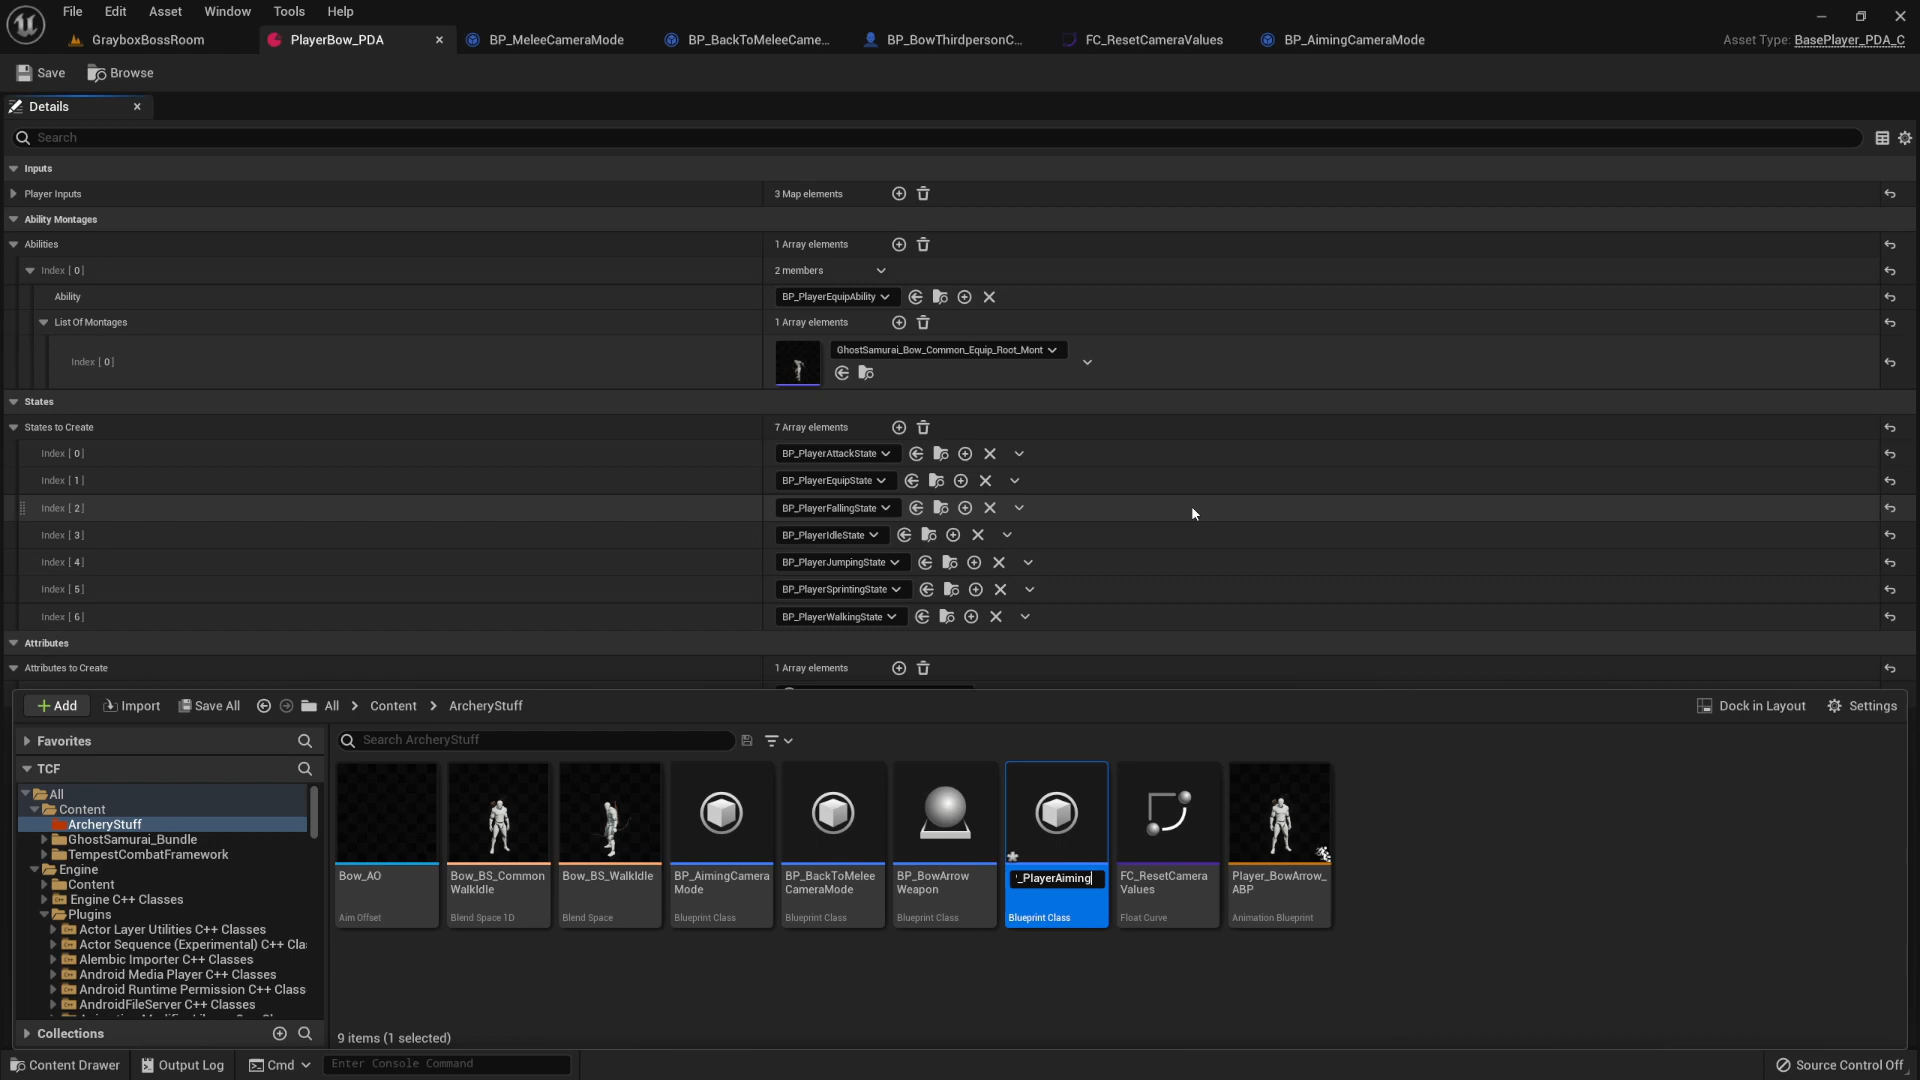 File Edit Asset Window Tools Help
GrayboxBossRoom PlayerBow_PDA BP_MeleeCameraMode BP_BackToMeleeCame... BP_BowThirdpersonC... FC_ResetCameraValues BP_AimingCameraMode Asset Type: BasePlayer_PDA_C
Save Browse
Details
Search
Inputs
Player Inputs 3 Map elements
Ability Montages
Abilities 1 Array elements
Index [ 0 ] 2 members
Ability BP_PlayerEquipAbility
List Of Montages 1 Array elements
Index [ 0 ] GhostSamurai_Bow_Common_Equip_Root_Mont
States
States to Create 7 Array elements
Index [ 0 ] BP_PlayerAttackState
Index [ 1 ] BP_PlayerEquipState
Index [ 2 ] BP_PlayerFallingState
Index [ 3 ] BP_PlayerIdleState
Index [ 4 ] BP_PlayerJumpingState
Index [ 5 ] BP_PlayerSprintingState
Index [ 6 ] BP_PlayerWalkingState
Attributes
Attributes to Create 1 Array elements
Add Import Save All All > Content > ArcheryStuff Dock in Layout Settings
Favorites
Search ArcheryStuff
TCF
All
Content
ArcheryStuff
GhostSamurai_Bundle
TempestCombatFramework
Engine
Content
Engine C++ Classes
Plugins
Actor Layer Utilities C++ Classes
Actor Sequence (Experimental) C++ Cla
Alembic Importer C++ Classes
Android Media Player C++ Classes
Android Runtime Permission C++ Class
AndroidFileServer C++ Classes
Collections
Bow_AO
Aim Offset
Bow_BS_Common
WalkIdle
Blend Space 1D
Bow_BS_WalkIdle
Blend Space
BP_AimingCamera
Mode
Blueprint Class
BP_BackToMelee
CameraMode
Blueprint Class
BP_BowArrow
Weapon
Blueprint Class
_PlayerAiming
Blueprint Class
FC_ResetCamera
Values
Float Curve
Player_BowArrow_
ABP
Animation Blueprint
9 items (1 selected)
Content Drawer Output Log Cmd Enter Console Command Source Control Off